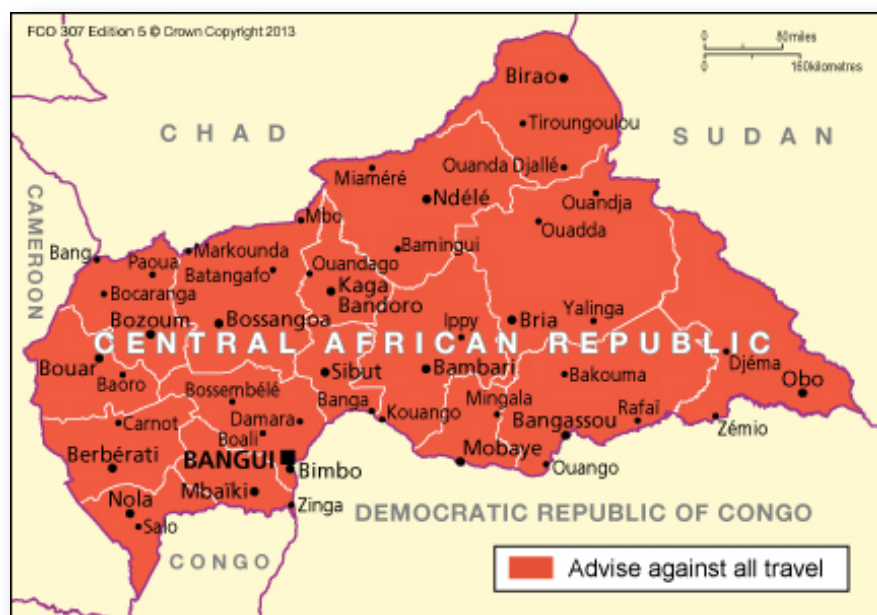 FCO 307 Edition 5 © Crown Copyright 2013
0 80miles
0 160kilometres
Birao
Tiroungoulou
CHAD
SUDAN
Miaméré
Ouanda Djallé
Ndélé
Ouandja
CAMEROON
Mbo
Ouadda
Bang
Markounda
Bamingui
Paoua
Batangafo
Ouandago
Bocaranga
Kaga
Bandoro
Bozoum
Bossangoa
Ippy
Bria
Yalinga
CENTRAL AFRICAN REPUBLIC
Bouar
Baoro
Sibut
Bambari
Bakouma
Djéma
Obo
Bossembélé
Banga
Kouango
Mingala
Carnot
Damara
Boali
Bangassou
Rafaï
Zémio
Berbérati
BANGUI
Bimbo
Mobaye
Ouango
Nola
Mbaïki
Zinga
Salo
DEMOCRATIC REPUBLIC OF CONGO
CONGO
Advise against all travel